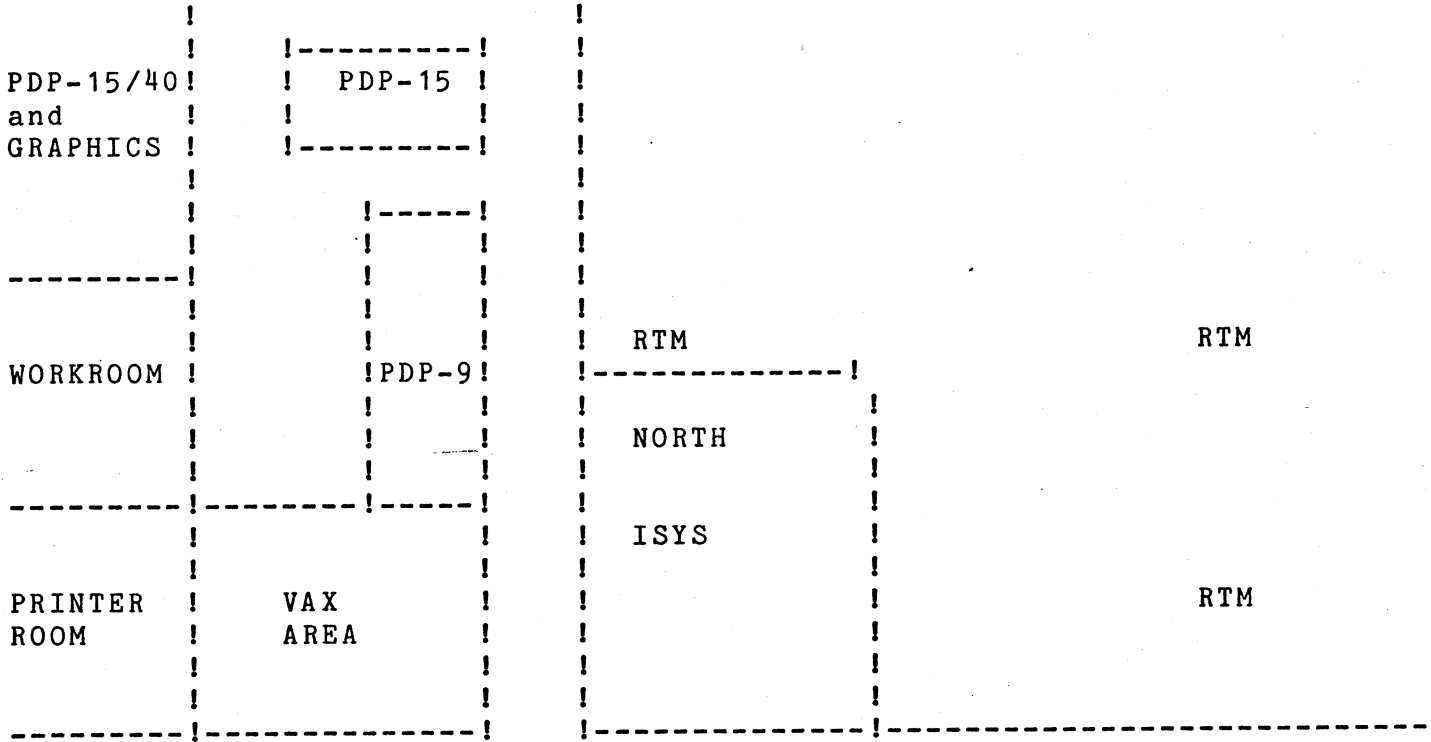 PDP-15/40 PDP-15
and
GRAPHICS
RTM RTM
WORKROOM PDP-9
NORTH
ISYS
PRINTER VAX RTM
ROOM AREA